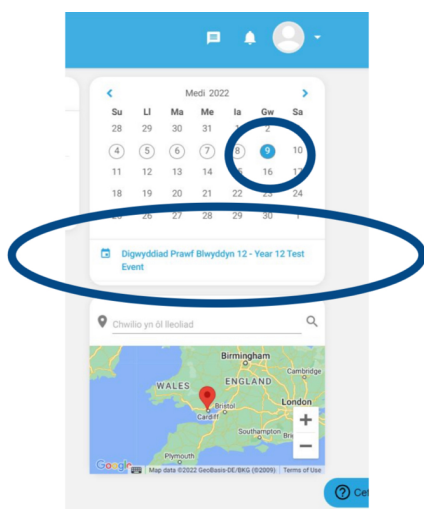 Medi 2022
Su Ll Ma Me Ia Gw Sa
28 29 30 31 2
4 5 6 7 8 9 10
11 12 13 14 15 16 17
18 19 20 21 22 23 24
25 26 27 28 29 30 1
Digwyddiad Prawf Blwyddyn 12 - Year 12 Test
Event
Chwilio yn ôl lleoliad
Birmingham
Cambridge
WALES ENGLAND
London
Bristol
Cardiff
Southampton
Plymouth
Google Map data ©2022 GeoBasis-DE/BKG (©2009) Terms of Use